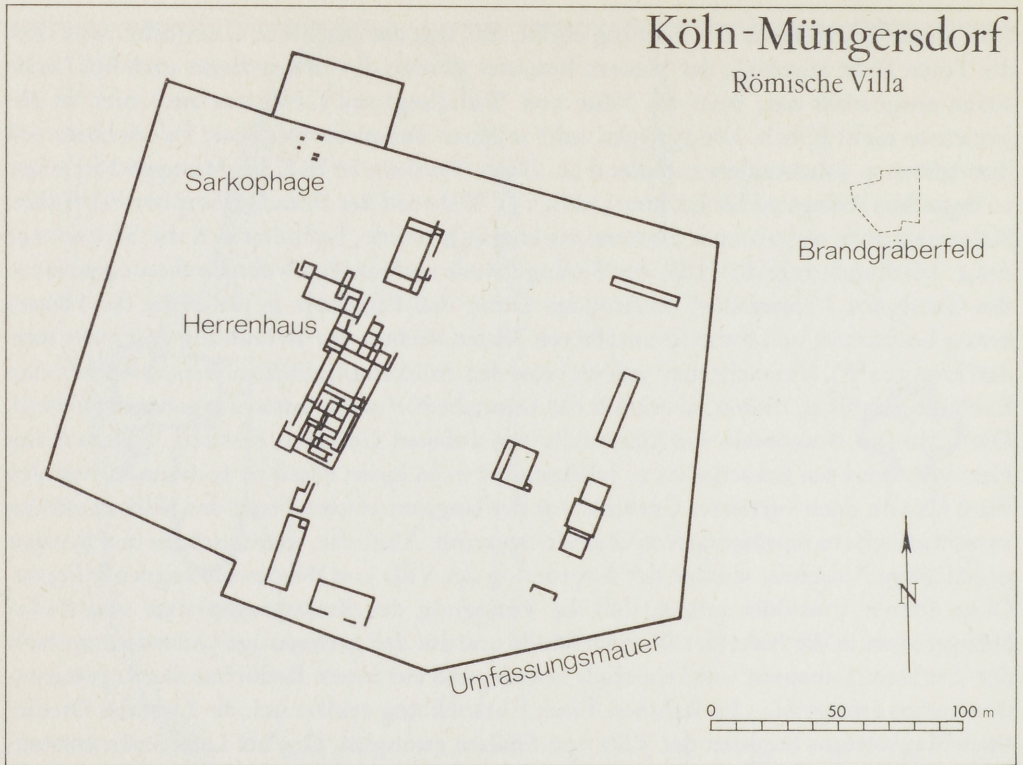 Köln-Müngersdorf
Römische Villa
Sarkophage
Brandgräberfeld
Herrenhaus
N
Umfassungsmauer
0 50 100 m